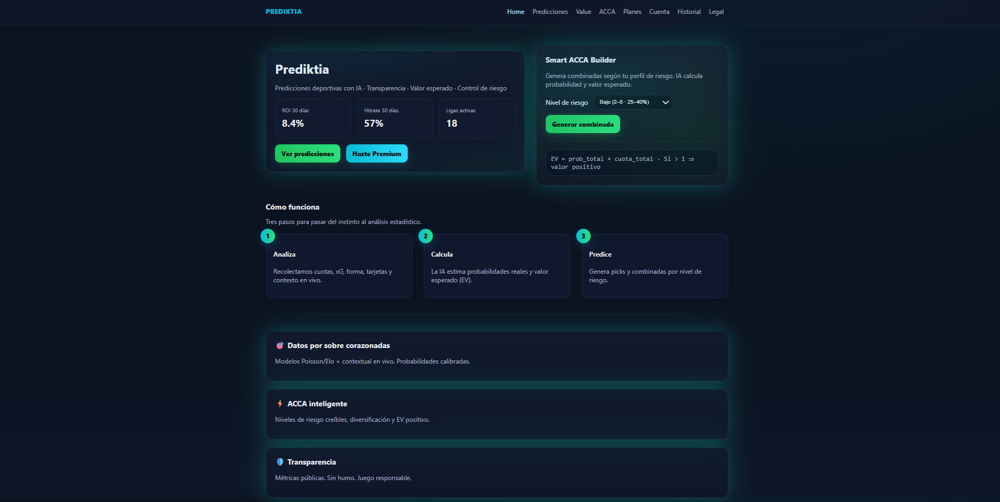 PREDIKTIA
Home Predicciones Value ACCA Planes Cuenta Historial Legal
Prediktia
Predicciones deportivas con IA · Transparencia · Valor esperado · Control de riesgo
ROI 30 días
8.4%
Hitrate 30 días
57%
Ligas activas
18
Ver predicciones
Hazte Premium
Smart ACCA Builder
Genera combinadas según tu perfil de riesgo. IA calcula
probabilidad y valor esperado.
Nivel de riesgo
Bajo (2–5 · 25–40%)
Generar combinada
EV = prob_total × cuota_total · Si > 1 ⇒
valor positivo
Cómo funciona
Tres pasos para pasar del instinto al análisis estadístico.
1
Analiza
Recolectamos cuotas, xG, forma, tarjetas y
contexto en vivo.
2
Calcula
La IA estima probabilidades reales y valor
esperado (EV).
3
Predice
Genera picks y combinadas por nivel de
riesgo.
Datos por sobre corazonadas
Modelos Poisson/Elo + contextual en vivo. Probabilidades calibradas.
ACCA inteligente
Niveles de riesgo creíbles, diversificación y EV positivo.
Transparencia
Métricas públicas. Sin humo. Juego responsable.